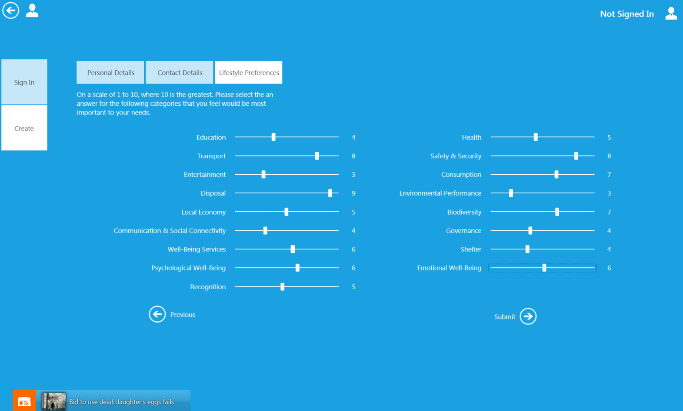 Not Signed In
Sign In
Create
Personal Details
Contact Details
Lifestyle Preferences
On a scale of 1 to 10, where 10 is the greatest. Please select the an
answer for the following categories that you feel would be most
important to your needs.
Education 4
Transport 8
Entertainment 3
Disposal 9
Local Economy 5
Communication & Social Connectivity 4
Well-Being Services 6
Psychological Well-Being 6
Recognition 5
Health 5
Safety & Security 8
Consumption 7
Environmental Performance 3
Biodiversity 7
Governance 4
Shelter 4
Emotional Well-Being 6
Previous
Submit
Bid to use dead daughter's eggs fails